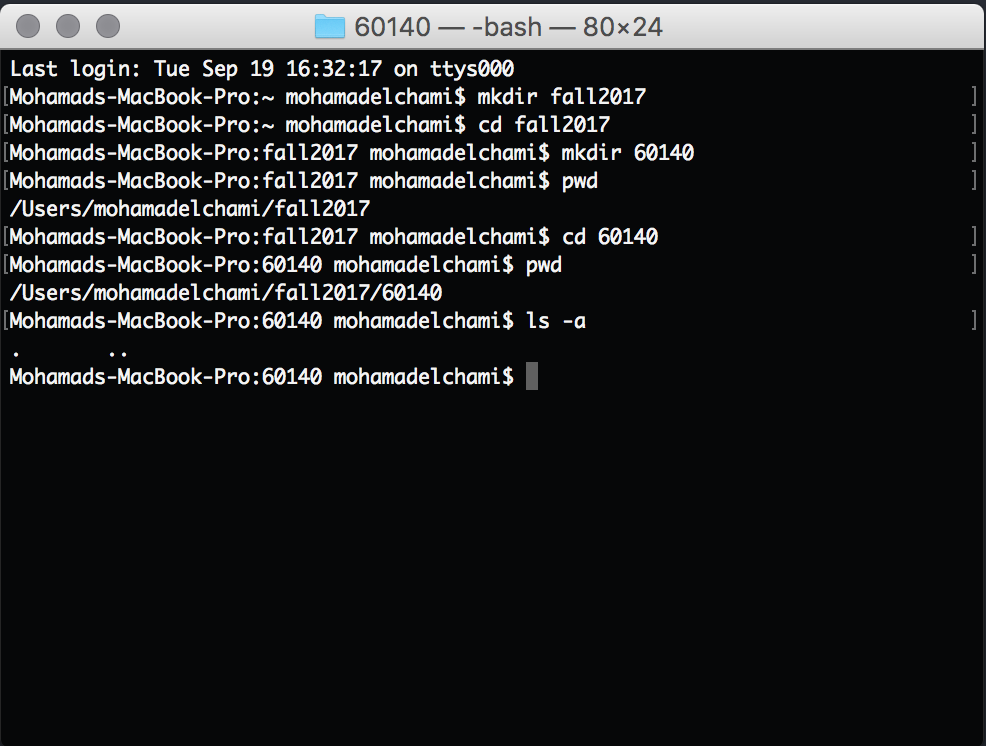 60140 — -bash — 80×24
Last login: Tue Sep 19 16:32:17 on ttys000
[Mohamads-MacBook-Pro:~ mohamadelchami$ mkdir fall2017 ]
[Mohamads-MacBook-Pro:~ mohamadelchami$ cd fall2017 ]
[Mohamads-MacBook-Pro:fall2017 mohamadelchami$ mkdir 60140 ]
[Mohamads-MacBook-Pro:fall2017 mohamadelchami$ pwd ]
/Users/mohamadelchami/fall2017
[Mohamads-MacBook-Pro:fall2017 mohamadelchami$ cd 60140 ]
[Mohamads-MacBook-Pro:60140 mohamadelchami$ pwd ]
/Users/mohamadelchami/fall2017/60140
[Mohamads-MacBook-Pro:60140 mohamadelchami$ ls -a ]
. ..
Mohamads-MacBook-Pro:60140 mohamadelchami$